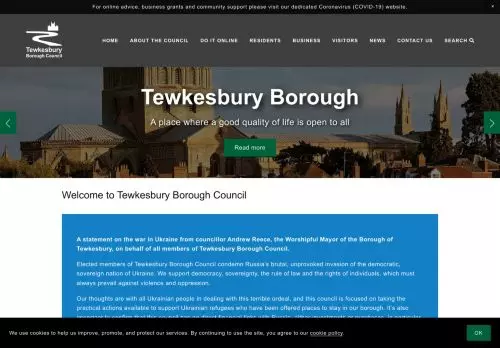 For online advice, business grants and community support please visit our dedicated Coronavirus (COVID-19) website.
×
Tewkesbury
Borough Council
HOME
ABOUT THE COUNCIL
DO IT ONLINE
RESIDENTS
BUSINESS
VISITORS
NEWS
CONTACT US
SEARCH
Tewkesbury Borough
A place where a good quality of life is open to all
Read more
Welcome to Tewkesbury Borough Council
A statement on the war in Ukraine from councillor Andrew Reece, the Worshipful Mayor of the Borough of
Tewkesbury, on behalf of all members of Tewkesbury Borough Council.
Elected members of Tewkesbury Borough Council condemn Russia's brutal, unprovoked invasion of the democratic,
sovereign nation of Ukraine. We support democracy, sovereignty, the rule of law and the rights of individuals, which must
always prevail against violence and oppression.
Our thoughts are with all Ukrainian people in dealing with this terrible ordeal, and this council is focused on taking the
practical actions available to support Ukrainian refugees who have been offered places to stay in our borough. It's also
We use cookies to help us improve, promote, and protect our services. By continuing to use the site, you agree to our cookie policy.
OK